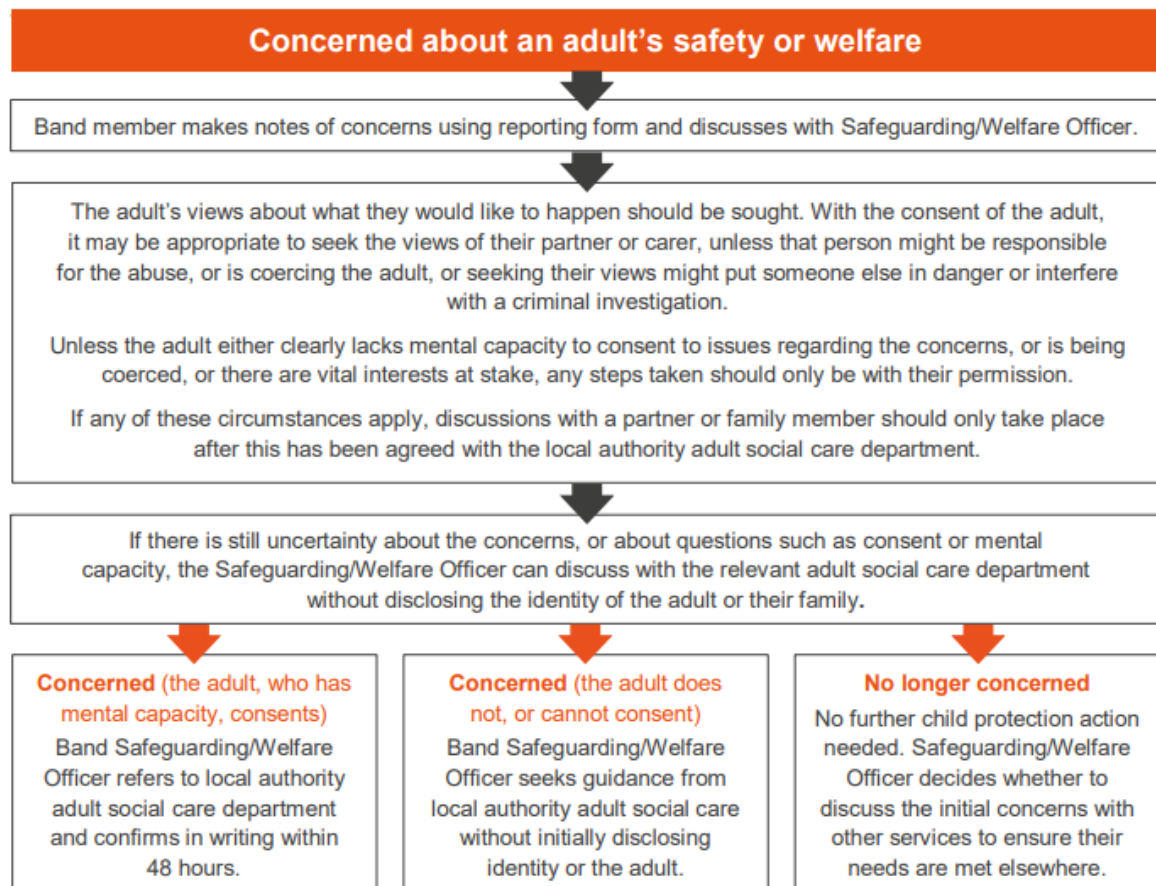 Concerned about an adult's safety or welfare
Band member makes notes of concerns using reporting form and discusses with Safeguarding/Welfare Officer.
The adult's views about what they would like to happen should be sought. With the consent of the adult,
it may be appropriate to seek the views of their partner or carer, unless that person might be responsible
for the abuse, or is coercing the adult, or seeking their views might put someone else in danger or interfere
with a criminal investigation.
Unless the adult either clearly lacks mental capacity to consent to issues regarding the concerns, or is being
coerced, or there are vital interests at stake, any steps taken should only be with their permission.
If any of these circumstances apply, discussions with a partner or family member should only take place
after this has been agreed with the local authority adult social care department.
If there is still uncertainty about the concerns, or about questions such as consent or mental
capacity, the Safeguarding/Welfare Officer can discuss with the relevant adult social care department
without disclosing the identity of the adult or their family.
Concerned (the adult, who has
mental capacity, consents)
Band Safeguarding/Welfare
Officer refers to local authority
adult social care department
and confirms in writing within
48 hours.
Concerned (the adult does
not, or cannot consent)
Band Safeguarding/Welfare
Officer seeks guidance from
local authority adult social care
without initially disclosing
identity or the adult.
No longer concerned
No further child protection action
needed. Safeguarding/Welfare
Officer decides whether to
discuss the initial concerns with
other services to ensure their
needs are met elsewhere.